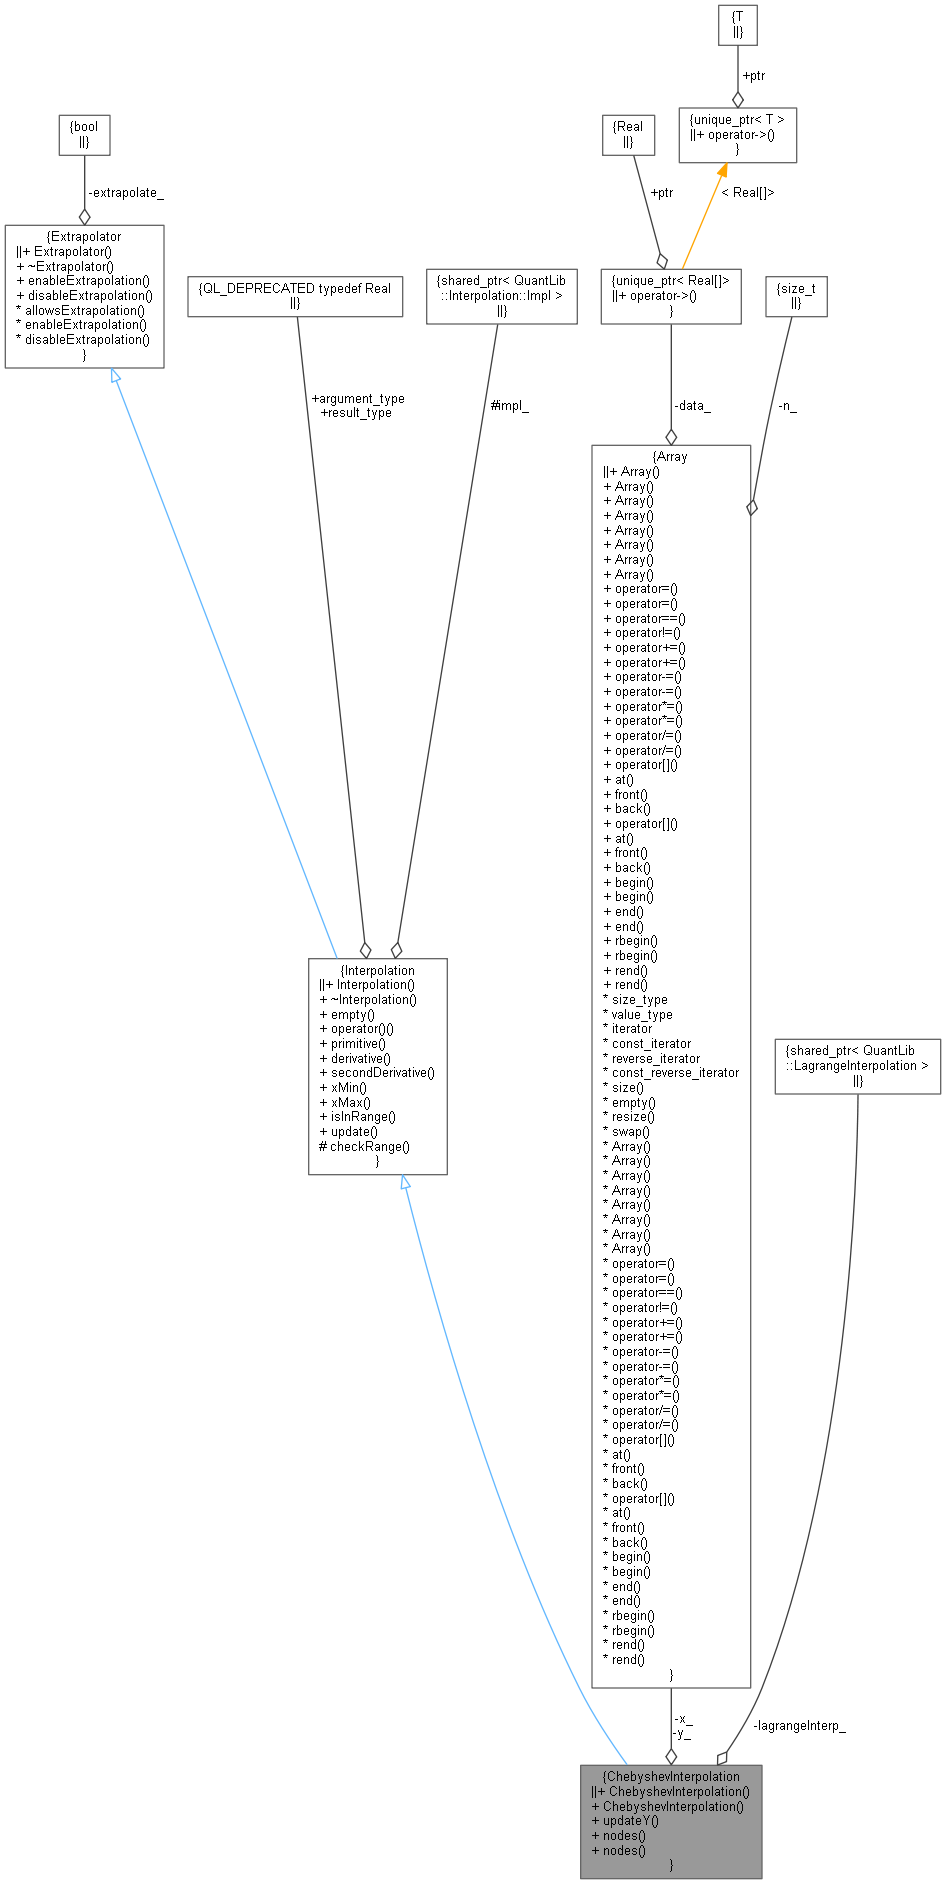 {T
||}
+ptr
{bool
||}
{Real
||}
{unique_ptr< T >
||+ operator->()
}
-extrapolate_
+ptr
< Real[]>
{Extrapolator
||+ Extrapolator()
+ ~Extrapolator()
+ enableExtrapolation()
+ disableExtrapolation()
* allowsExtrapolation()
* enableExtrapolation()
* disableExtrapolation()
}
{QL_DEPRECATED typedef Real
||}
{shared_ptr< QuantLib
::Interpolation::Impl >
||}
{unique_ptr< Real[]>
||+ operator->()
}
{size_t
||}
+argument_type
+result_type
#impl_
-data_
-n_
{Array
||+ Array()
+ Array()
+ Array()
+ Array()
+ Array()
+ Array()
+ Array()
+ Array()
+ operator=()
+ operator=()
+ operator==()
+ operator!=()
+ operator+=()
+ operator+=()
+ operator-=()
+ operator-=()
+ operator*=()
+ operator*=()
+ operator/=()
+ operator/=()
+ operator[]()
+ at()
+ front()
+ back()
+ operator[]()
+ at()
+ front()
+ back()
+ begin()
+ begin()
+ end()
+ end()
+ rbegin()
+ rbegin()
+ rend()
+ rend()
* size_type
* value_type
* iterator
* const_iterator
* reverse_iterator
* const_reverse_iterator
* size()
* empty()
* resize()
* swap()
* Array()
* Array()
* Array()
* Array()
* Array()
* Array()
* Array()
* Array()
* operator=()
* operator=()
* operator==()
* operator!=()
* operator+=()
* operator+=()
* operator-=()
* operator-=()
* operator*=()
* operator*=()
* operator/=()
* operator/=()
* operator[]()
* at()
* front()
* back()
* operator[]()
* at()
* front()
* back()
* begin()
* begin()
* end()
* end()
* rbegin()
* rbegin()
* rend()
* rend()
}
{Interpolation
||+ Interpolation()
+ ~Interpolation()
+ empty()
+ operator()()
+ primitive()
+ derivative()
+ secondDerivative()
+ xMin()
+ xMax()
+ isInRange()
+ update()
# checkRange()
}
{shared_ptr< QuantLib
::LagrangeInterpolation >
||}
-x_
-y_
-lagrangeInterp_
{ChebyshevInterpolation
||+ ChebyshevInterpolation()
+ ChebyshevInterpolation()
+ updateY()
+ nodes()
+ nodes()
}